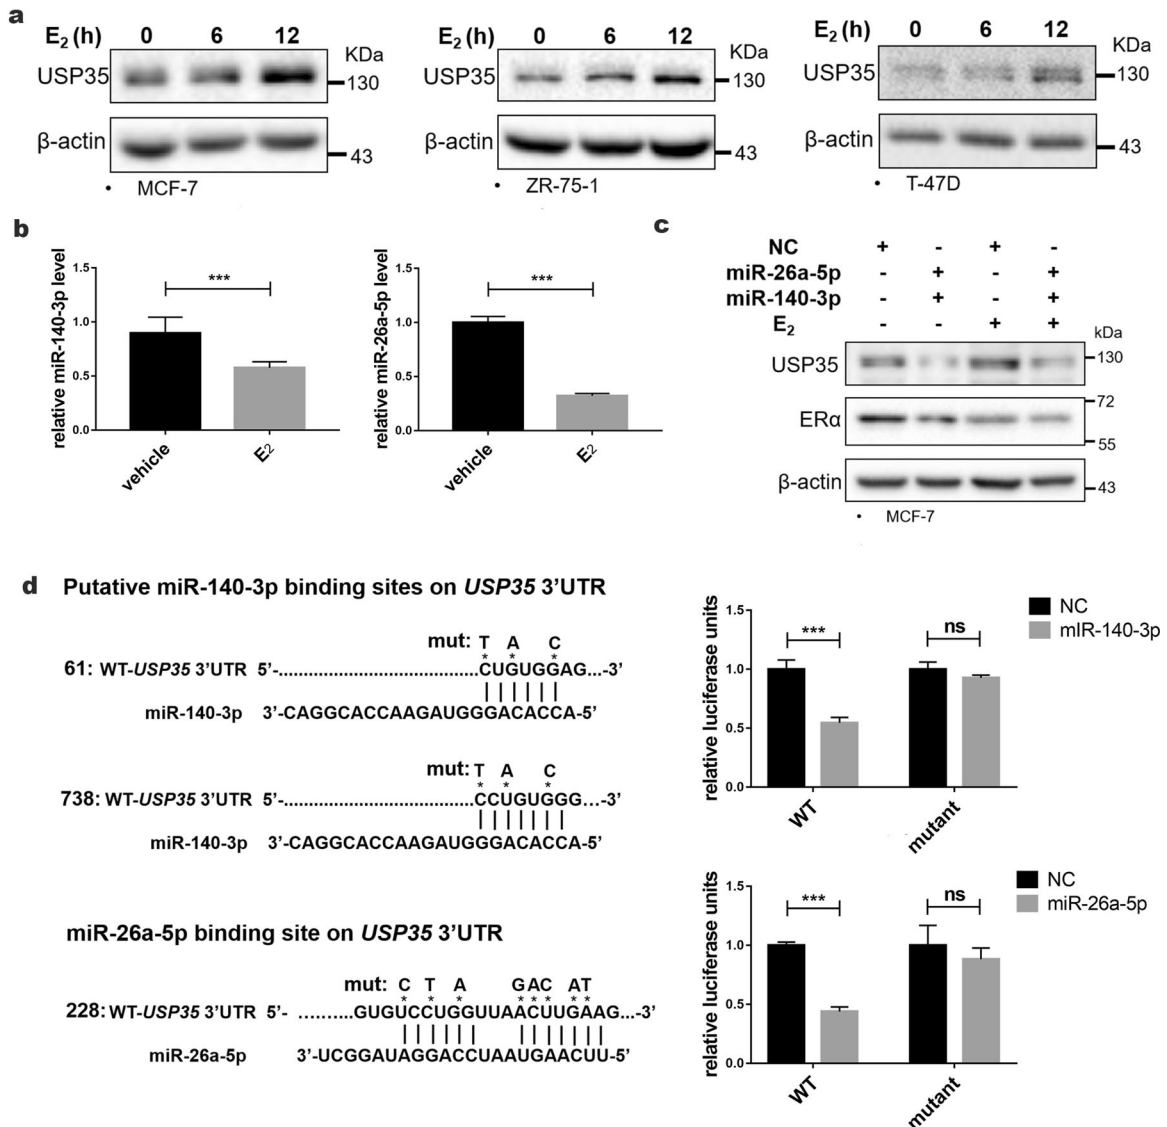 a
E₂ (h) 0 6 12 KDa
USP35 130
β-actin 43
• MCF-7
E₂ (h) 0 6 12 KDa
USP35 130
β-actin 43
• ZR-75-1
E₂ (h) 0 6 12 KDa
USP35 130
β-actin 43
• T-47D
b
relative miR-140-3p level
1.5
1.0
0.5
0.0
***
vehicle
E₂
relative miR-26a-5p level
1.5
1.0
0.5
0.0
***
vehicle
E₂
c
NC + - + -
miR-26a-5p - + - +
miR-140-3p - + - +
E₂ - - + +
kDa
USP35 130
ERα 72
55
β-actin 43
• MCF-7
d Putative miR-140-3p binding sites on USP35 3’UTR
mut: T A C
* * *
61: WT-USP35 3’UTR 5’-.......................................CUGUGGAG...-3’
miR-140-3p 3’-CAGGCACCAAGAUGGGACACCA-5’
mut: T A C
* * *
738: WT-USP35 3’UTR 5’-.......................................CCUGUGGG...-3’
miR-140-3p 3’-CAGGCACCAAGAUGGGACACCA-5’
miR-26a-5p binding site on USP35 3’UTR
mut: C T A GAC AT
* * * *** **
228: WT-USP35 3’UTR 5’- ..........GUGUCCUGGUUAACUUGAAG...-3’
miR-26a-5p 3’-UCGGAUAGGACCUAAUGAACUU-5’
relative luciferase units
1.5
1.0
0.5
0.0
***
ns
WT
mutant
NC
mIR-140-3p
relative luciferase units
1.5
1.0
0.5
0.0
***
ns
WT
mutant
NC
miR-26a-5p